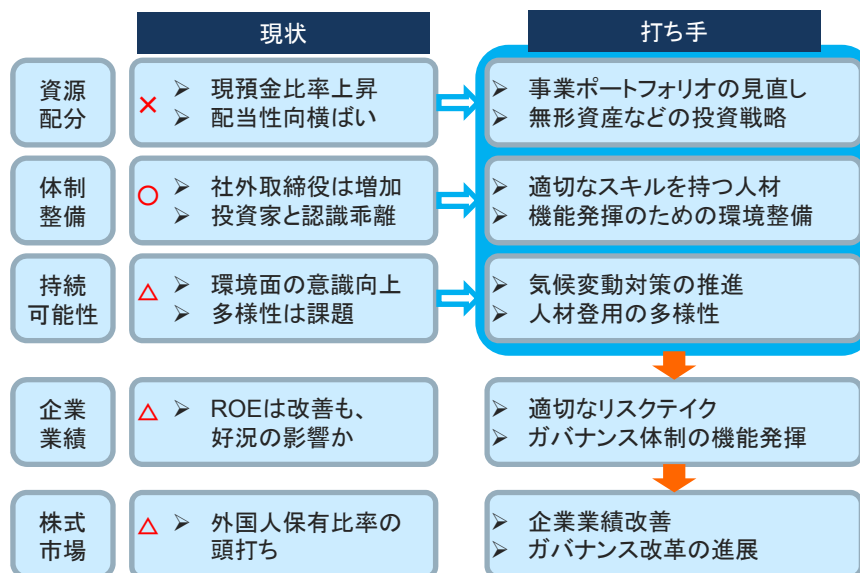 現状
打ち手
資源
配分
×
➢ 現預金比率上昇
➢ 配当性向横ばい
➢ 事業ポートフォリオの見直し
➢ 無形資産などの投資戦略
体制
整備
○
➢ 社外取締役は増加
➢ 投資家と認識乖離
➢ 適切なスキルを持つ人材
➢ 機能発揮のための環境整備
持続
可能性
△
➢ 環境面の意識向上
➢ 多様性は課題
➢ 気候変動対策の推進
➢ 人材登用の多様性
企業
業績
△
➢ ROEは改善も、
好況の影響か
➢ 適切なリスクテイク
➢ ガバナンス体制の機能発揮
株式
市場
△
➢ 外国人保有比率の
頭打ち
➢ 企業業績改善
➢ ガバナンス改革の進展